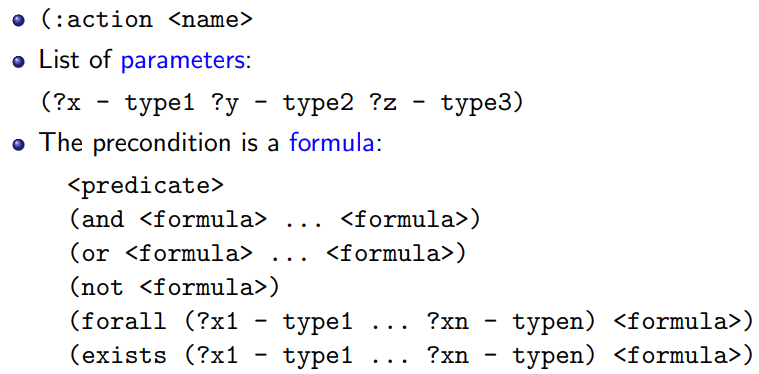 (:action <name>
List of parameters:
(?x - type1 ?y - type2 ?z - type3)
The precondition is a formula:
<predicate>
(and <formula> ... <formula>)
(or <formula> ... <formula>)
(not <formula>)
(forall (?x1 - type1 ... ?xn - typen) <formula>)
(exists (?x1 - type1 ... ?xn - typen) <formula>)